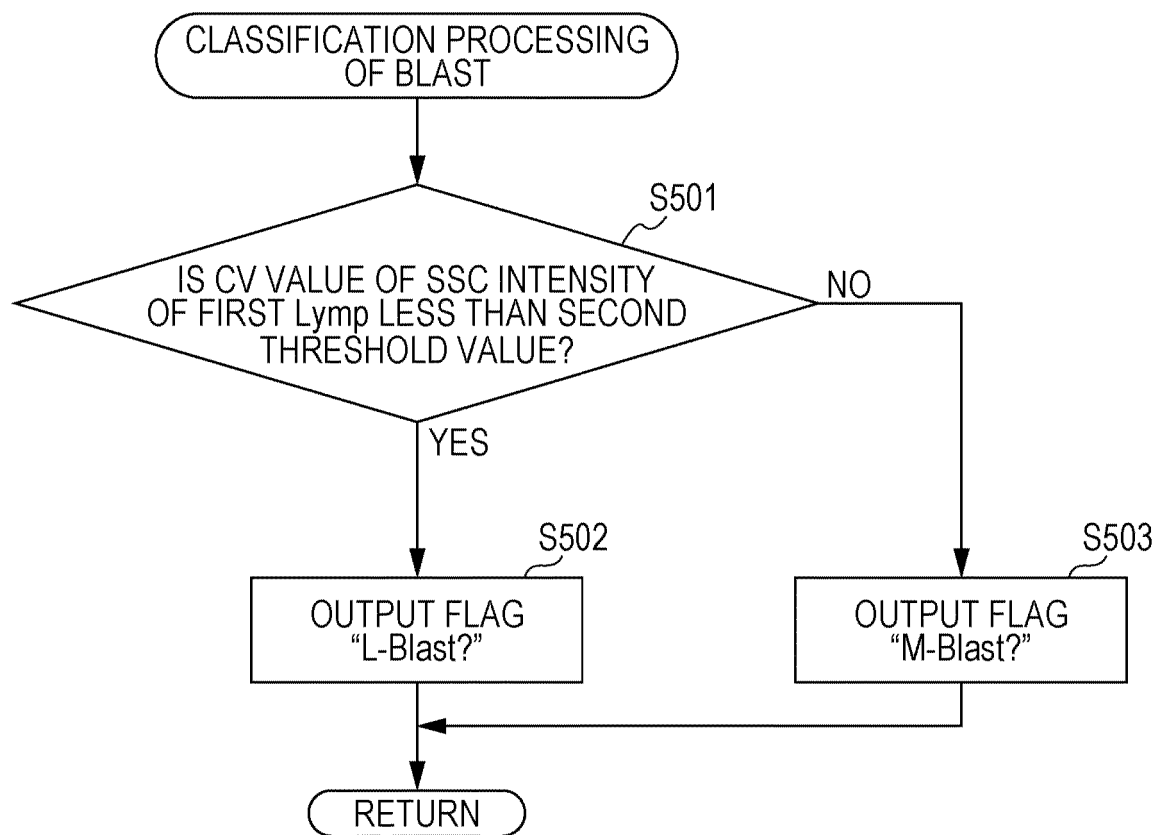 CLASSIFICATION PROCESSING
OF BLAST
S501
IS CV VALUE OF SSC INTENSITY
OF FIRST Lymp LESS THAN SECOND
THRESHOLD VALUE?
NO
YES
S502
OUTPUT FLAG
“L-Blast?”
S503
OUTPUT FLAG
“M-Blast?”
RETURN